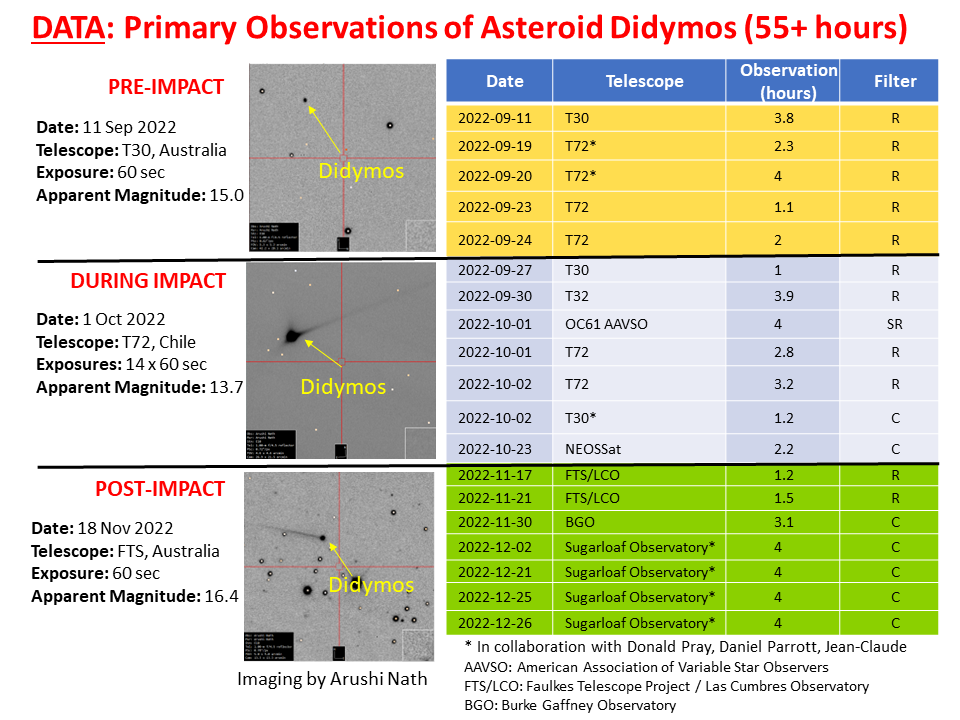 DATA: Primary Observations of Asteroid Didymos (55+ hours)
PRE-IMPACT
Date: 11 Sep 2022
Telescope: T30, Australia
Exposure: 60 sec
Apparent Magnitude: 15.0
Didymos
DURING IMPACT
Date: 1 Oct 2022
Telescope: T72, Chile
Exposures: 14 x 60 sec
Apparent Magnitude: 13.7
Didymos
POST-IMPACT
Date: 18 Nov 2022
Telescope: FTS, Australia
Exposure: 60 sec
Apparent Magnitude: 16.4
Didymos
Imaging by Arushi Nath
Date Telescope Observation (hours) Filter
2022-09-11 T30 3.8 R
2022-09-19 T72* 2.3 R
2022-09-20 T72* 4 R
2022-09-23 T72 1.1 R
2022-09-24 T72 2 R
2022-09-27 T30 1 R
2022-09-30 T32 3.9 R
2022-10-01 OC61 AAVSO 4 SR
2022-10-01 T72 2.8 R
2022-10-02 T72 3.2 R
2022-10-02 T30* 1.2 C
2022-10-23 NEOSSat 2.2 C
2022-11-17 FTS/LCO 1.2 R
2022-11-21 FTS/LCO 1.5 R
2022-11-30 BGO 3.1 C
2022-12-02 Sugarloaf Observatory* 4 C
2022-12-21 Sugarloaf Observatory* 4 C
2022-12-25 Sugarloaf Observatory* 4 C
2022-12-26 Sugarloaf Observatory* 4 C
* In collaboration with Donald Pray, Daniel Parrott, Jean-Claude
AAVSO: American Association of Variable Star Observers
FTS/LCO: Faulkes Telescope Project / Las Cumbres Observatory
BGO: Burke Gaffney Observatory